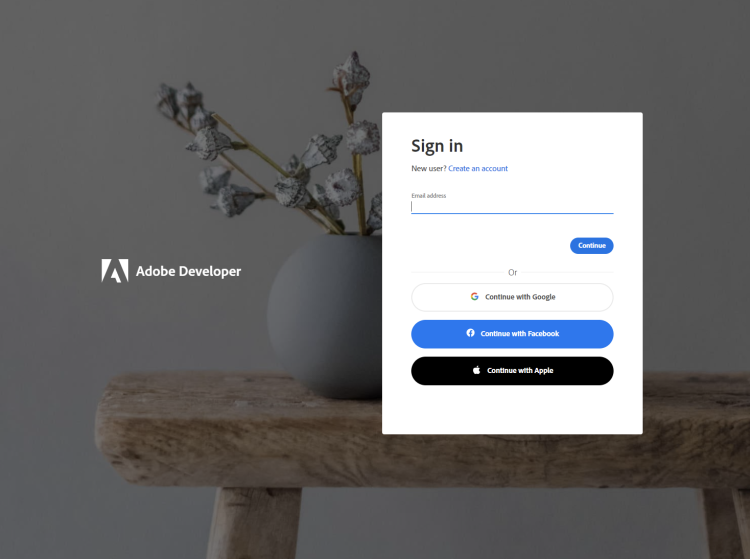 Adobe Developer
Sign in
New user? Create an account
Email address
Continue
Or
Continue with Google
Continue with Facebook
Continue with Apple